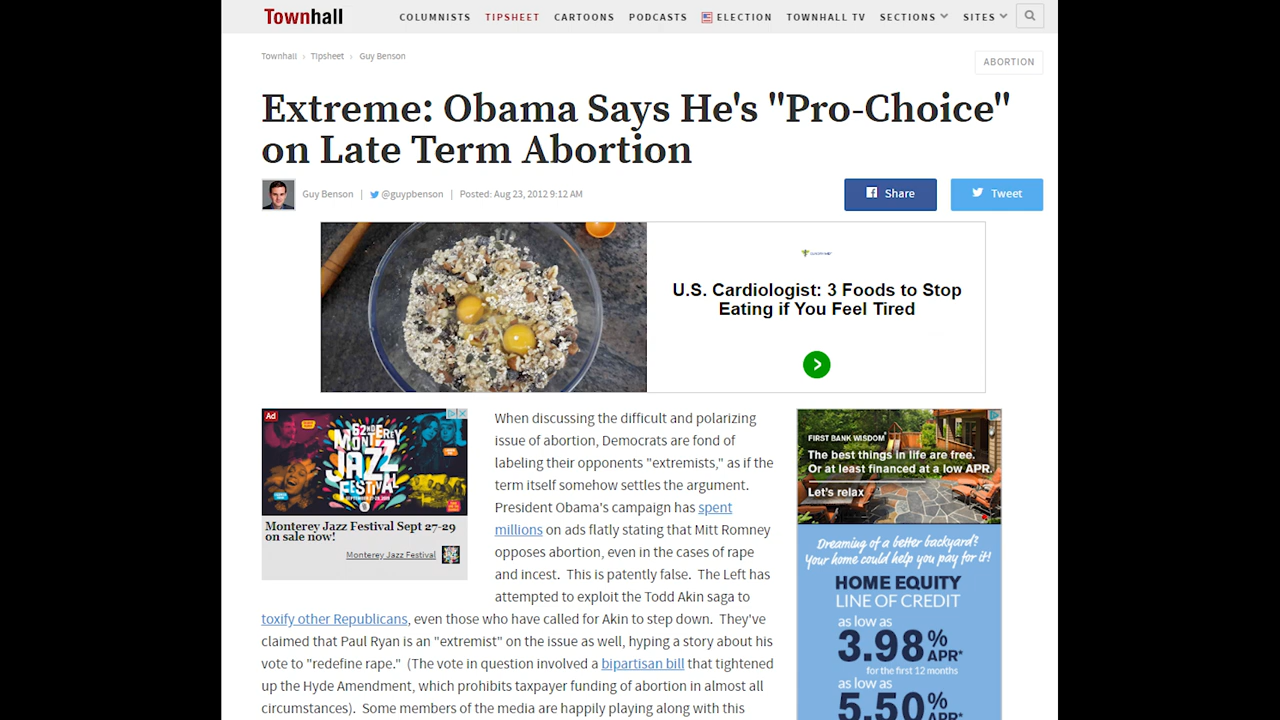 Townhall
COLUMNISTS TIPSHEET CARTOONS PODCASTS ELECTION TOWNHALL TV SECTIONS SITES
Townhall › Tipsheet › Guy Benson
ABORTION
Extreme: Obama Says He's "Pro-Choice"
on Late Term Abortion
Guy Benson | @guypbenson | Posted: Aug 23, 2012 9:12 AM
Share
Tweet
U.S. Cardiologist: 3 Foods to Stop
Eating if You Feel Tired
Ad
62ND
MONTEREY
JAZZ
FESTIVAL
Monterey Jazz Festival Sept 27-29
on sale now!
Monterey Jazz Festival
When discussing the difficult and polarizing
issue of abortion, Democrats are fond of
labeling their opponents "extremists," as if the
term itself somehow settles the argument.
President Obama's campaign has spent
millions on ads flatly stating that Mitt Romney
opposes abortion, even in the cases of rape
and incest. This is patently false. The Left has
attempted to exploit the Todd Akin saga to
toxify other Republicans, even those who have called for Akin to step down. They've
claimed that Paul Ryan is an "extremist" on the issue as well, hyping a story about his
vote to "redefine rape." (The vote in question involved a bipartisan bill that tightened
up the Hyde Amendment, which prohibits taxpayer funding of abortion in almost all
circumstances). Some members of the media are happily playing along with this
FIRST BANK WISDOM
The best things in life are free.
Or at least financed at a low APR.
Let's relax
Dreaming of a better backyard?
Your home could help you pay for it!
HOME EQUITY
LINE OF CREDIT
as low as
3.98% APR*
for the first 12 months
as low as
5.50% APR*